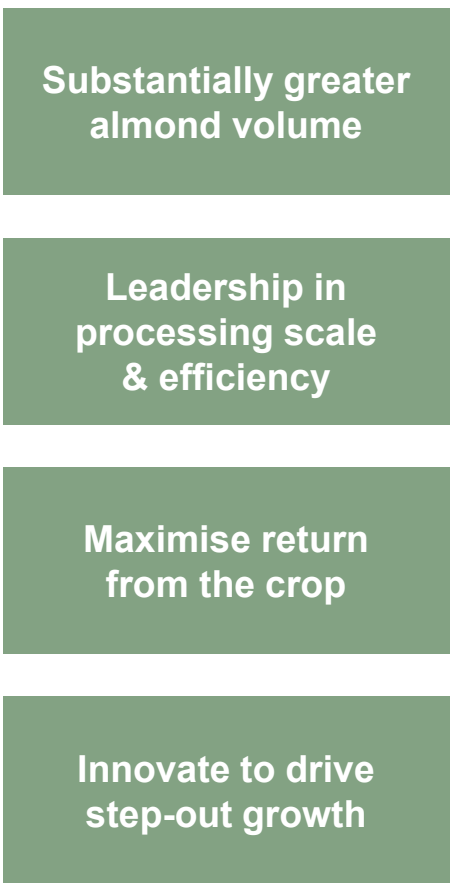 Substantially greater
almond volume
Leadership in
processing scale
& efficiency
Maximise return
from the crop
Innovate to drive
step-out growth